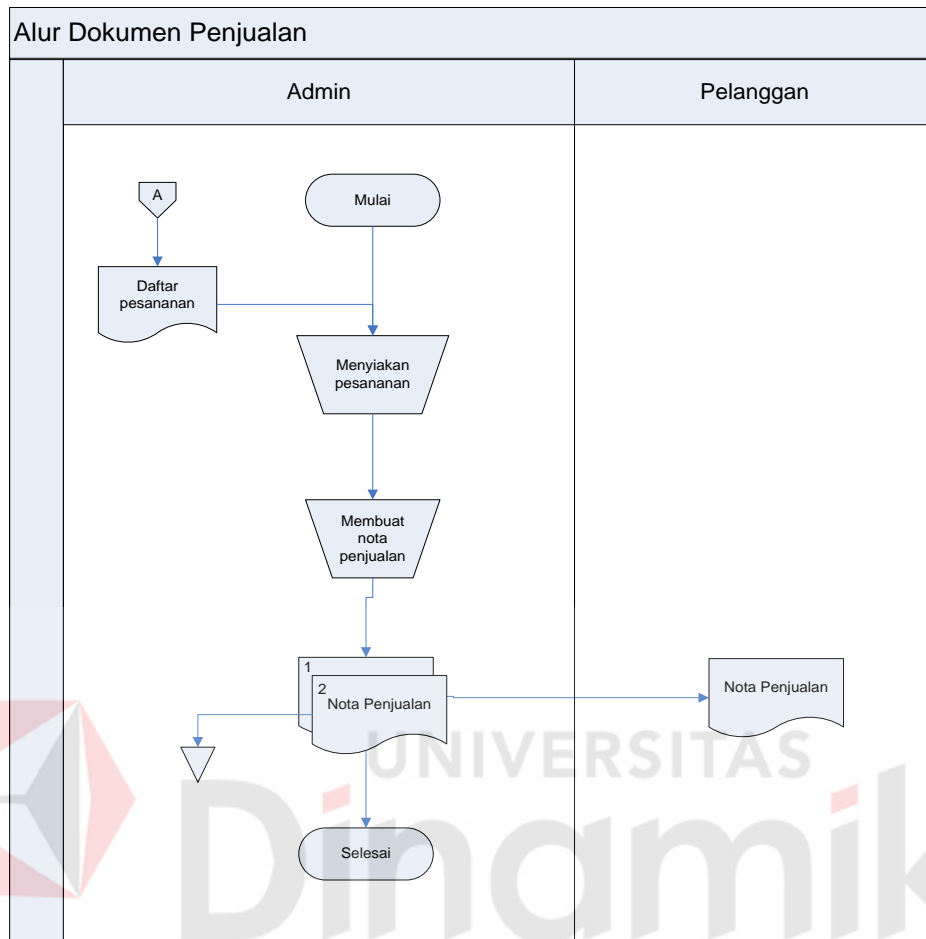 Alur Dokumen Penjualan
Admin
Pelanggan
A
Mulai
Daftar
pesananan
Menyiakan
pesananan
Membuat
nota
penjualan
1
2
Nota Penjualan
Nota Penjualan
Selesai
UNIVERSITAS
Dinamik